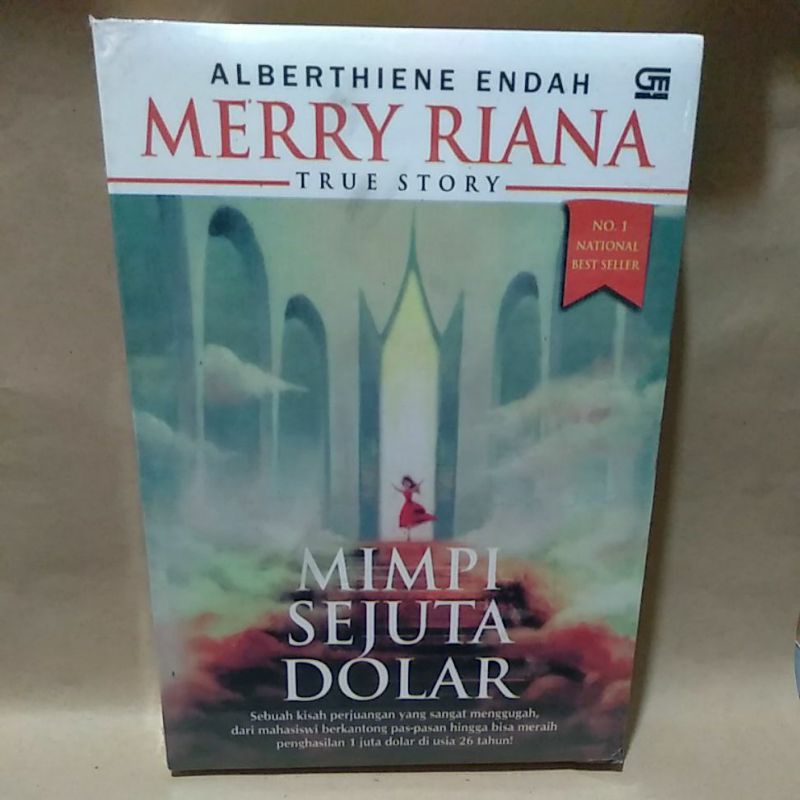 ALBERTHIENE ENDAH
GM
MERRY RIANA
TRUE STORY
NO. 1
NATIONAL
BEST SELLER
MIMPI
SEJUTA
DOLAR
Sebuah kisah perjuangan yang sangat menggugah,
dari mahasiswi berkantong pas-pasan hingga bisa meraih
penghasilan 1 juta dolar di usia 26 tahun!